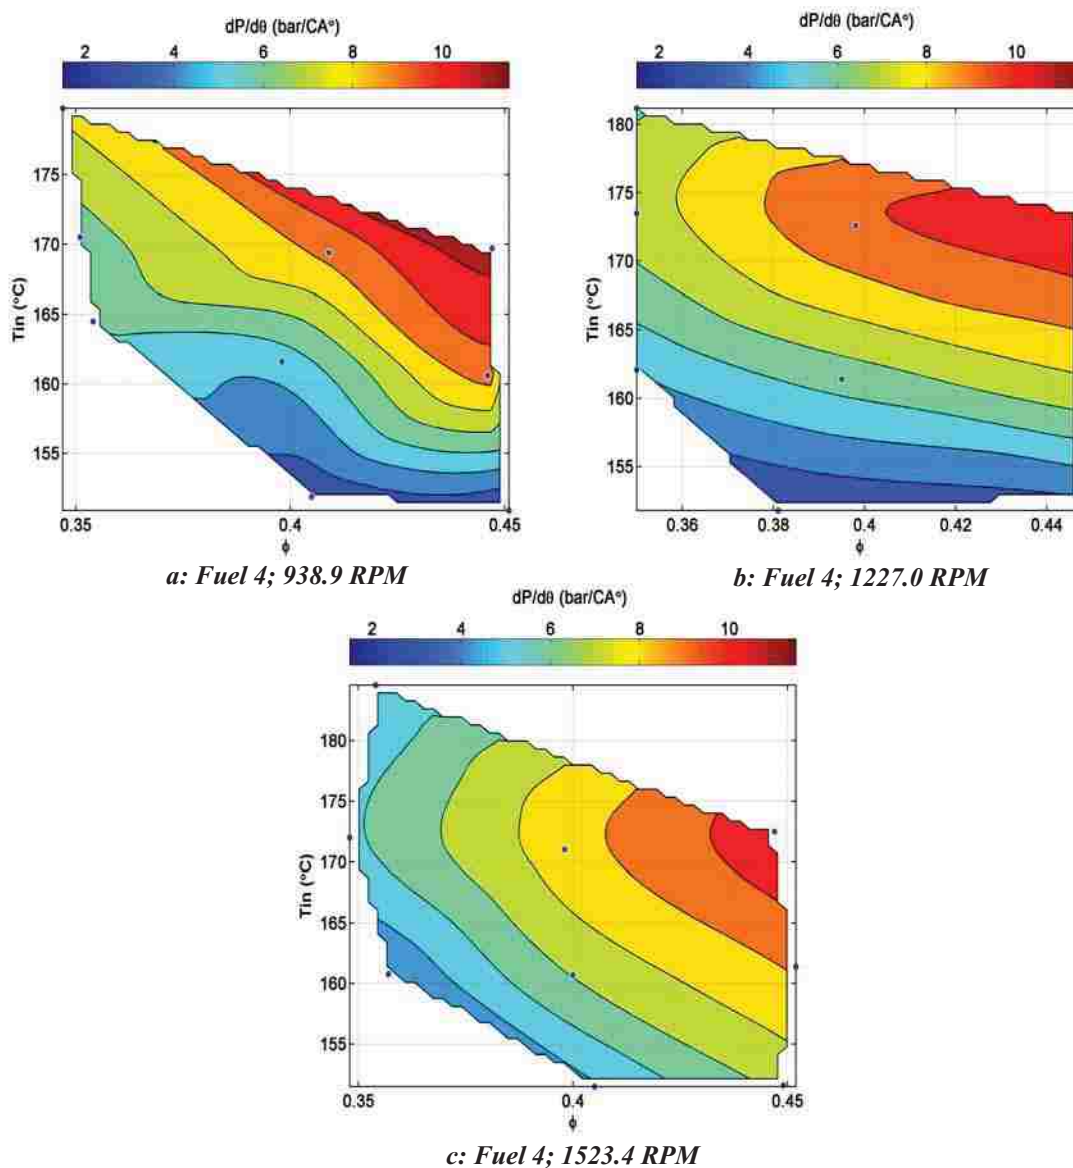 dP/dθ (bar/CA°)
2 4 6 8 10
175
170
165
160
155
Tin (°C)
0.35 0.4 0.45
ϕ
a: Fuel 4; 938.9 RPM
dP/dθ (bar/CA°)
2 4 6 8 10
180
175
170
165
160
155
Tin (°C)
0.36 0.38 0.4 0.42 0.44
ϕ
b: Fuel 4; 1227.0 RPM
dP/dθ (bar/CA°)
2 4 6 8 10
180
175
170
165
160
155
Tin (°C)
0.35 0.4 0.45
ϕ
c: Fuel 4; 1523.4 RPM